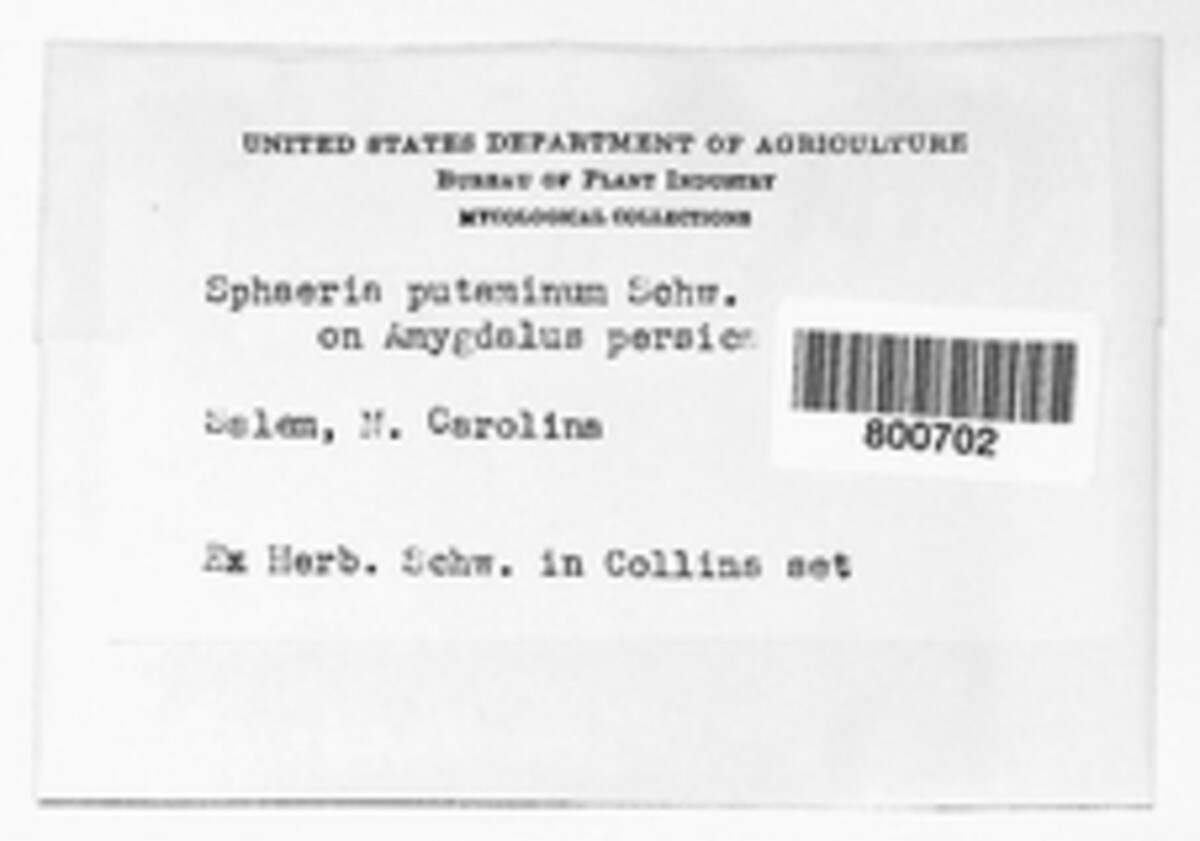 UNITED STATES DEPARTMENT OF AGRICULTURE
BUREAU OF PLANT INDUSTRY
MYCOLOGICAL COLLECTIONS
Sphaeria putaminum Schw.
on Amygdalus persica
Salem, N. Carolina
800702
Ex Herb. Schw. in Collins set